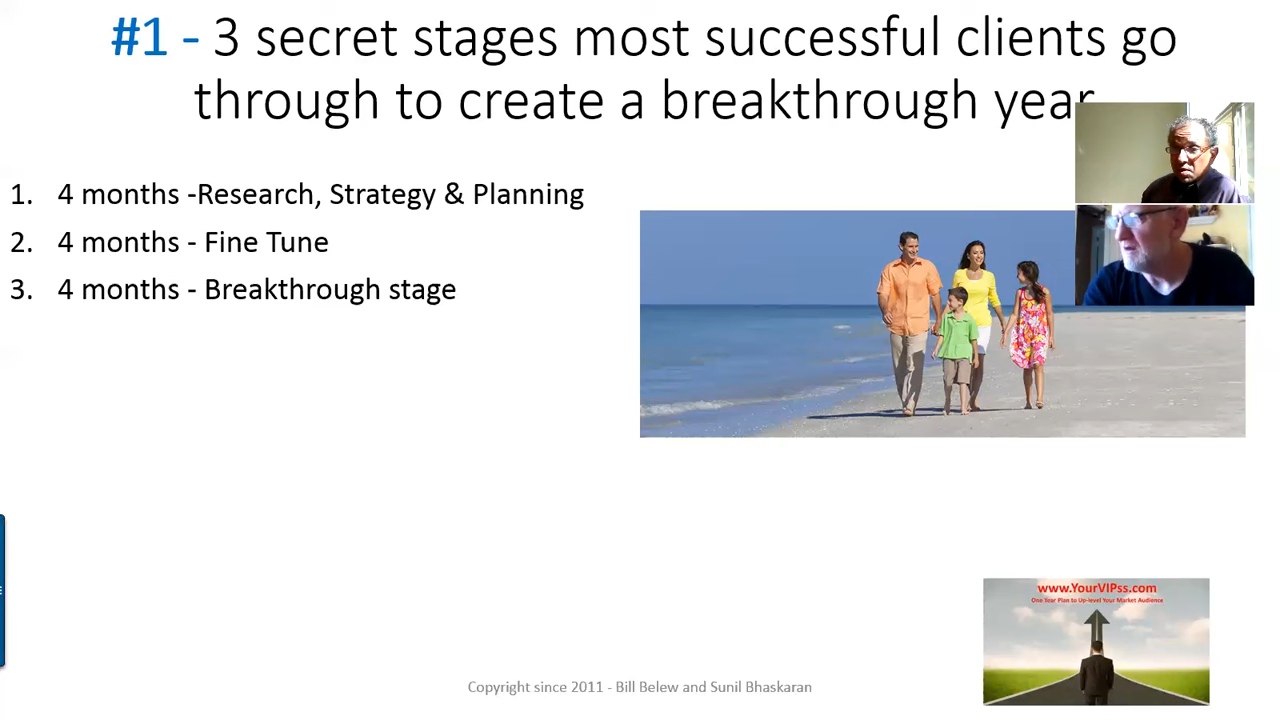 #1 - 3 secret stages most successful clients go
through to create a breakthrough year
1. 4 months -Research, Strategy & Planning
2. 4 months - Fine Tune
3. 4 months - Breakthrough stage
www.YourVIPss.com
One Year Plan to Up-level Your Market Audience
Copyright since 2011 - Bill Belew and Sunil Bhaskaran